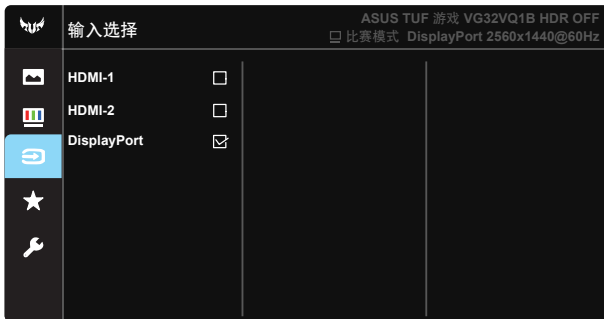 输入选择
ASUS TUF 游戏 VG32VQ1B HDR OFF
比赛模式 DisplayPort 2560x1440@60Hz
HDMI-1
HDMI-2
DisplayPort